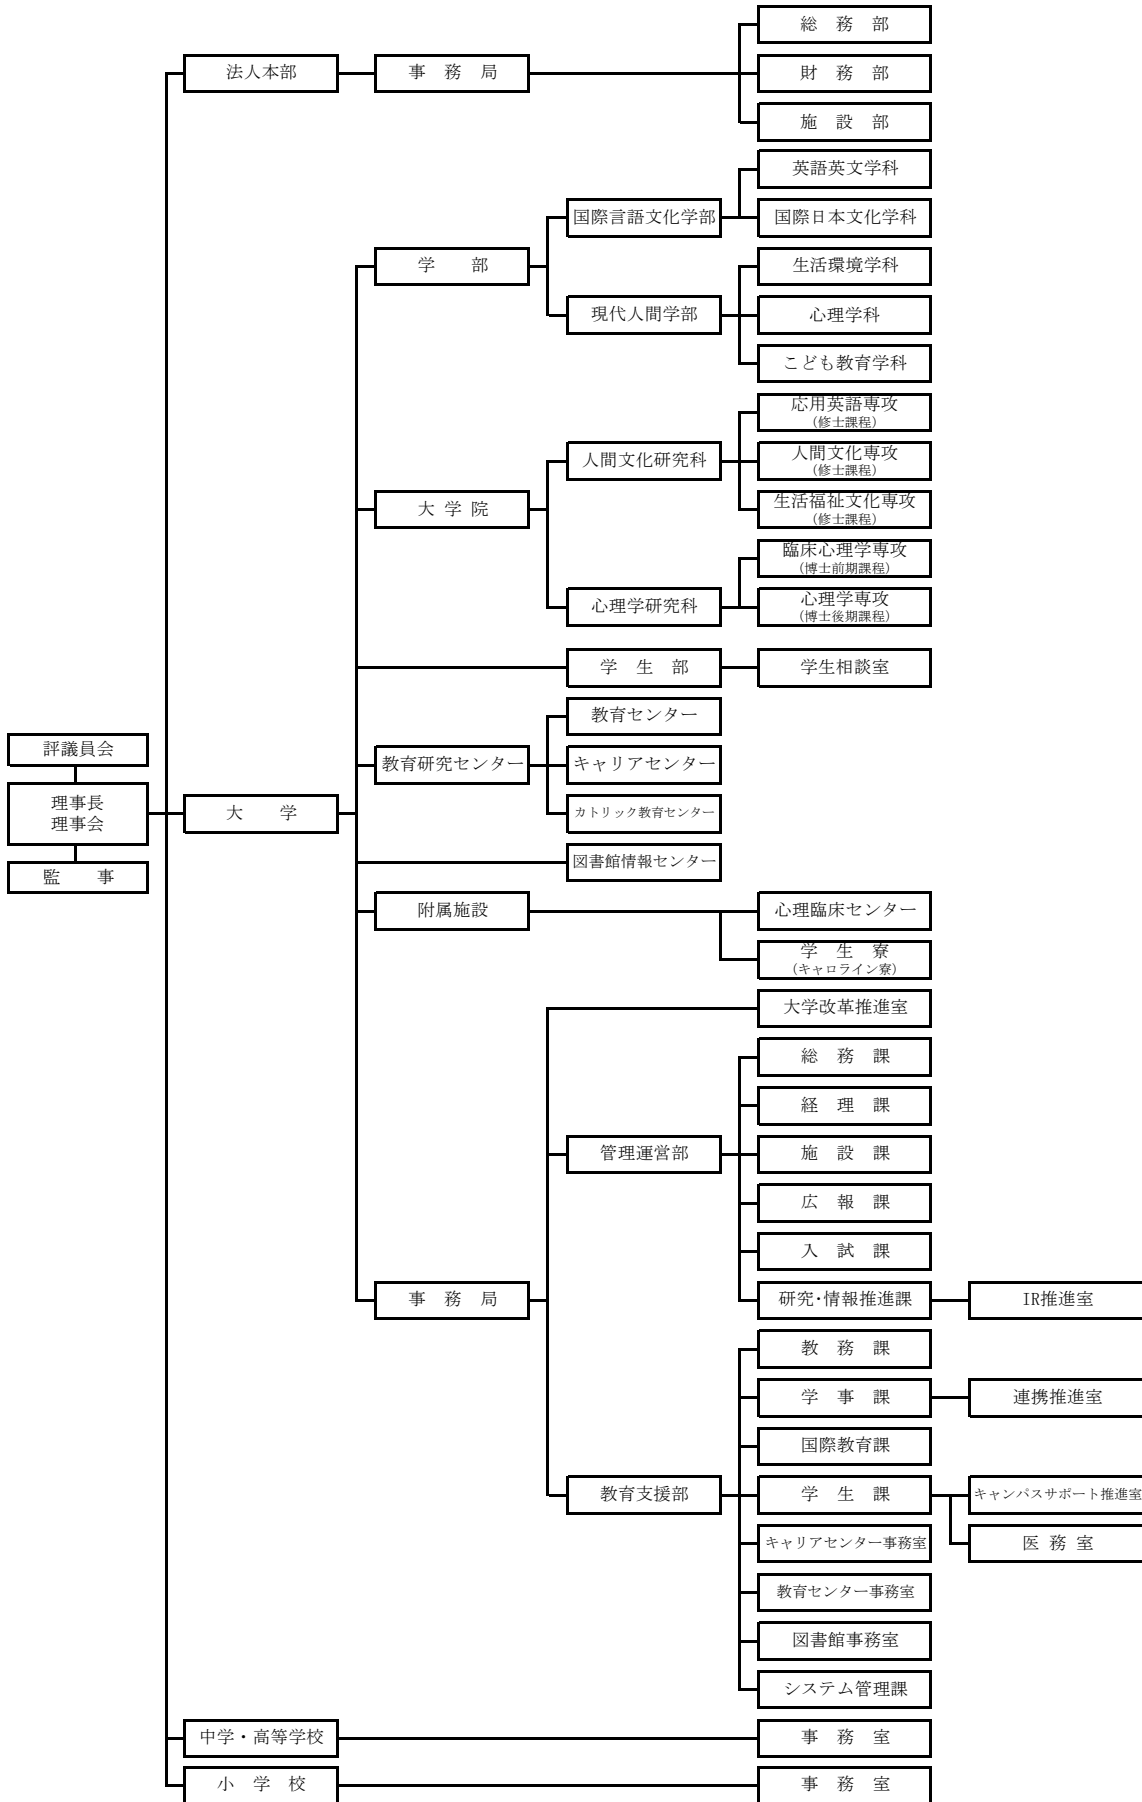 総 務 部
法人本部
事 務 局
財 務 部
施 設 部
英語英文学科
国際言語文化学部
国際日本文化学科
学 部
生活環境学科
現代人間学部
心理学科
こども教育学科
応用英語専攻
(修士課程)
人間文化研究科
人間文化専攻
(修士課程)
大 学 院
生活福祉文化専攻
(修士課程)
臨床心理学専攻
(博士前期課程)
心理学研究科
心理学専攻
(博士後期課程)
学 生 部
学生相談室
教育センター
評議員会
教育研究センター
キャリアセンター
理事長
理事会
大 学
カトリック教育センター
図書館情報センター
監 事
附属施設
心理臨床センター
学 生 寮
(キャロライン寮)
大学改革推進室
総 務 課
経 理 課
管理運営部
施 設 課
広 報 課
入 試 課
事 務 局
研究・情報推進課
IR推進室
教 務 課
学 事 課
連携推進室
国際教育課
教育支援部
学 生 課
キャンパスサポート推進室
キャリアセンター事務室
医 務 室
教育センター事務室
図書館事務室
システム管理課
中学・高等学校
事 務 室
小 学 校
事 務 室